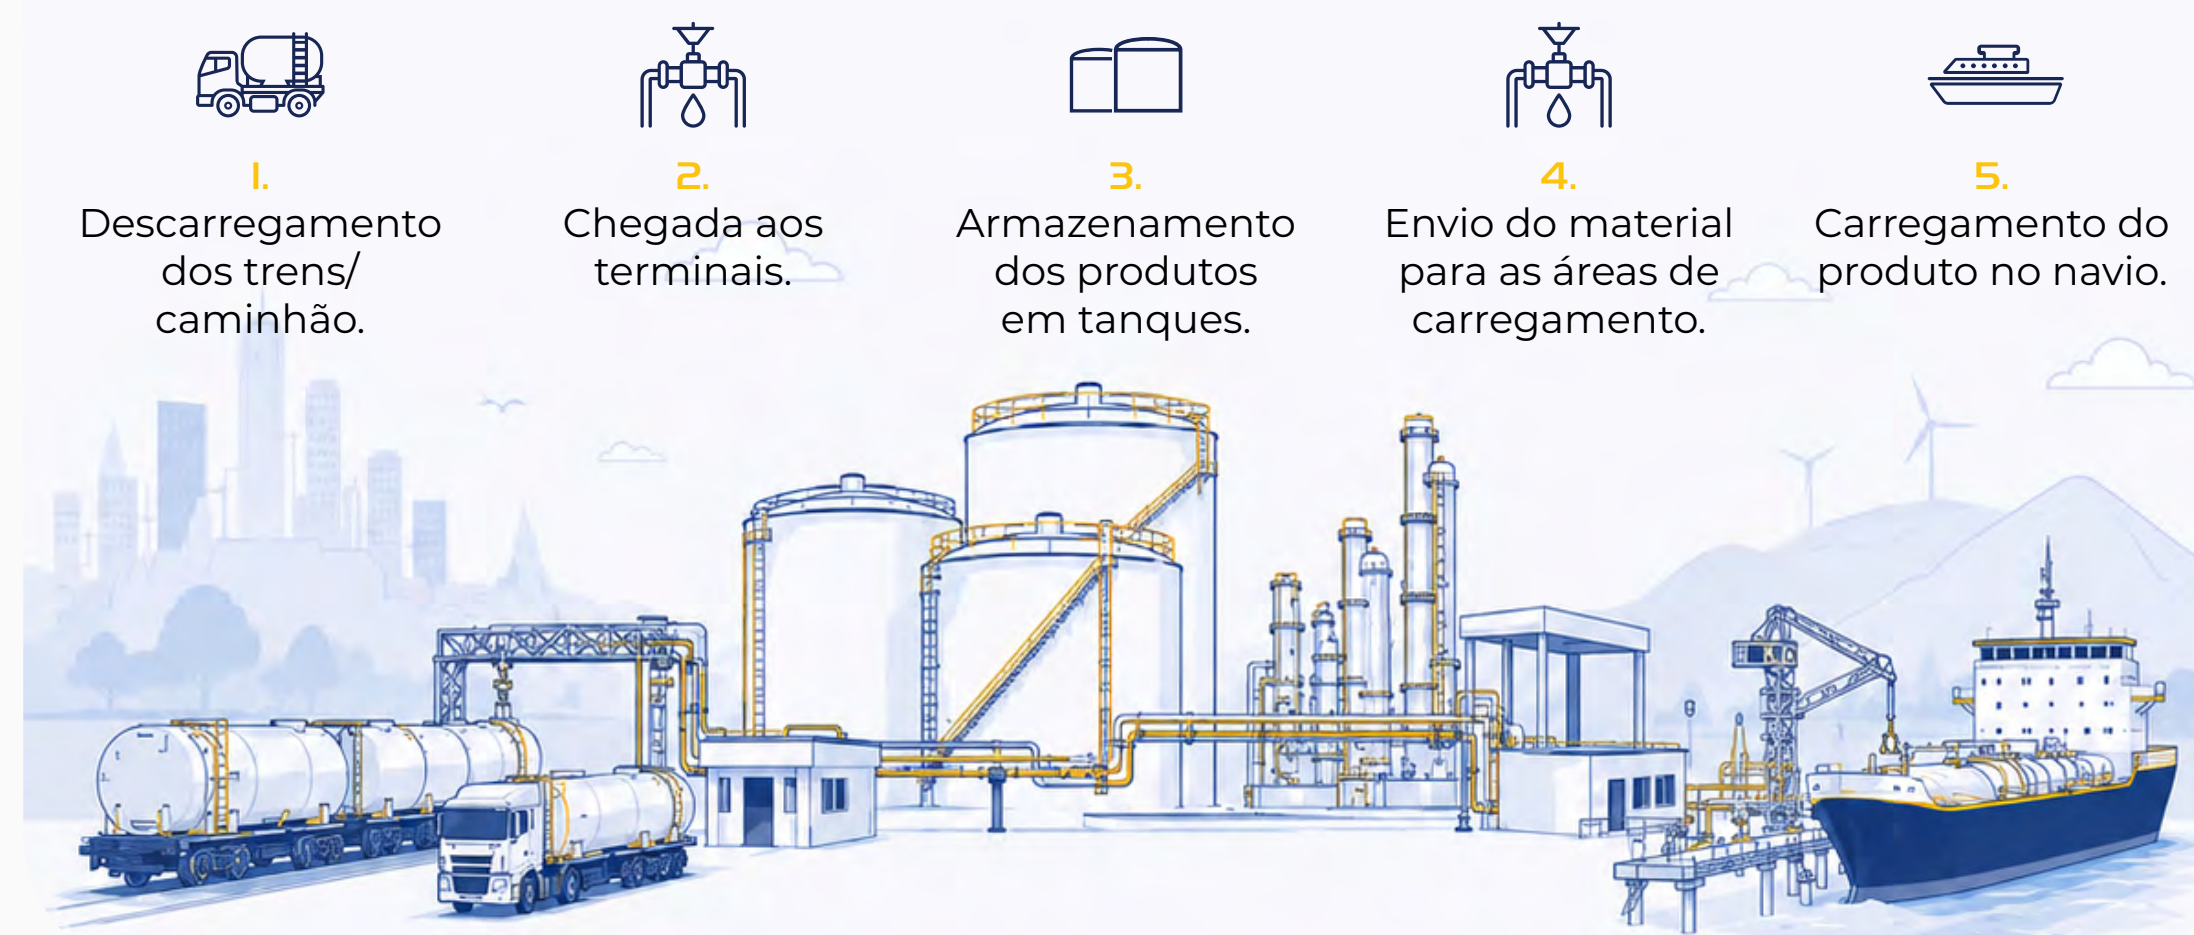 1.
Descarregamento
dos trens/
caminhão.
2.
Chegada aos
terminais.
3.
Armazenamento
dos produtos
em tanques.
4.
Envio do material
para as áreas de
carregamento.
5.
Carregamento do
produto no navio.